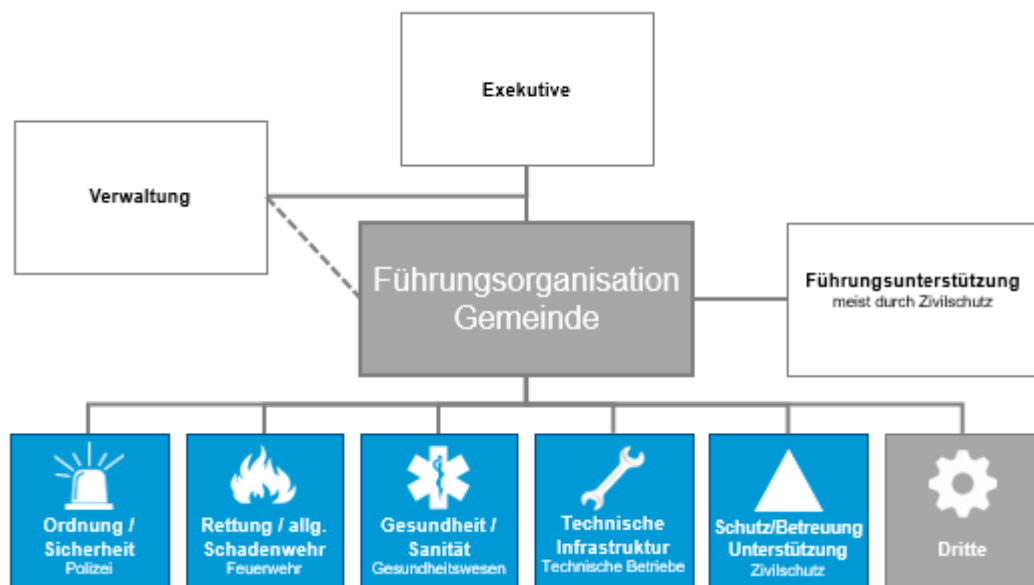 Exekutive
Verwaltung
Führungsorganisation
Gemeinde
Führungsunterstützung
meist durch Zivilschutz
Ordnung /
Sicherheit
Polizei
Rettung / allg.
Schadenwehr
Feuerwehr
Gesundheit /
Sanität
Gesundheitswesen
Technische
Infrastruktur
Technische Betriebe
Schutz/Betreuung
Unterstützung
Zivilschutz
Dritte